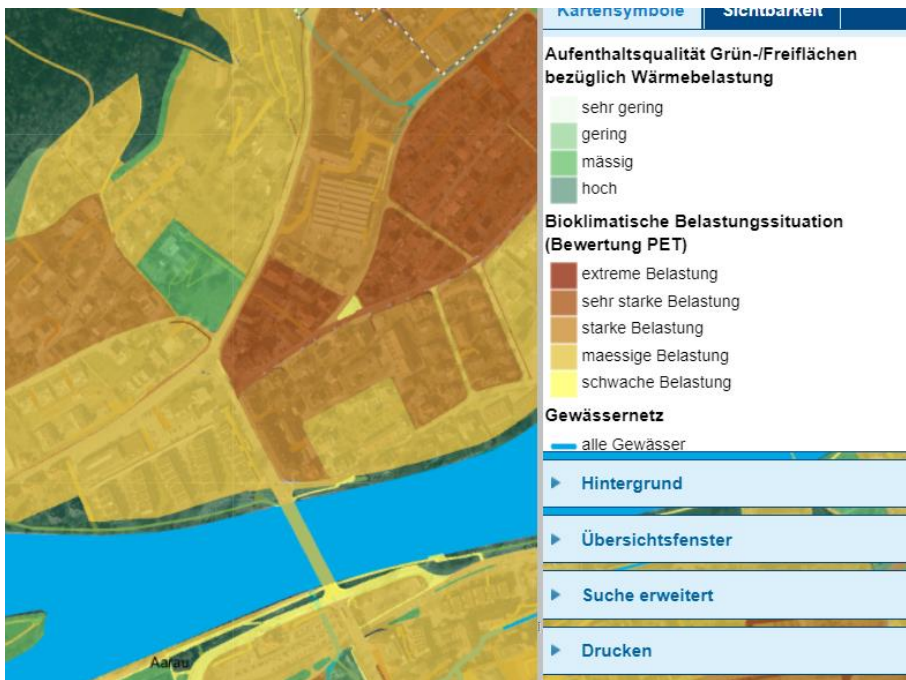 Kartensymbole
Sichtbarkeit
Aufenthaltsqualität Grün-/Freiflächen
bezüglich Wärmebelastung
sehr gering
gering
mässig
hoch
Bioklimatische Belastungssituation
(Bewertung PET)
extreme Belastung
sehr starke Belastung
starke Belastung
maessige Belastung
schwache Belastung
Gewässernetz
alle Gewässer
Hintergrund
Übersichtsfenster
Suche erweitert
Drucken
Aarau